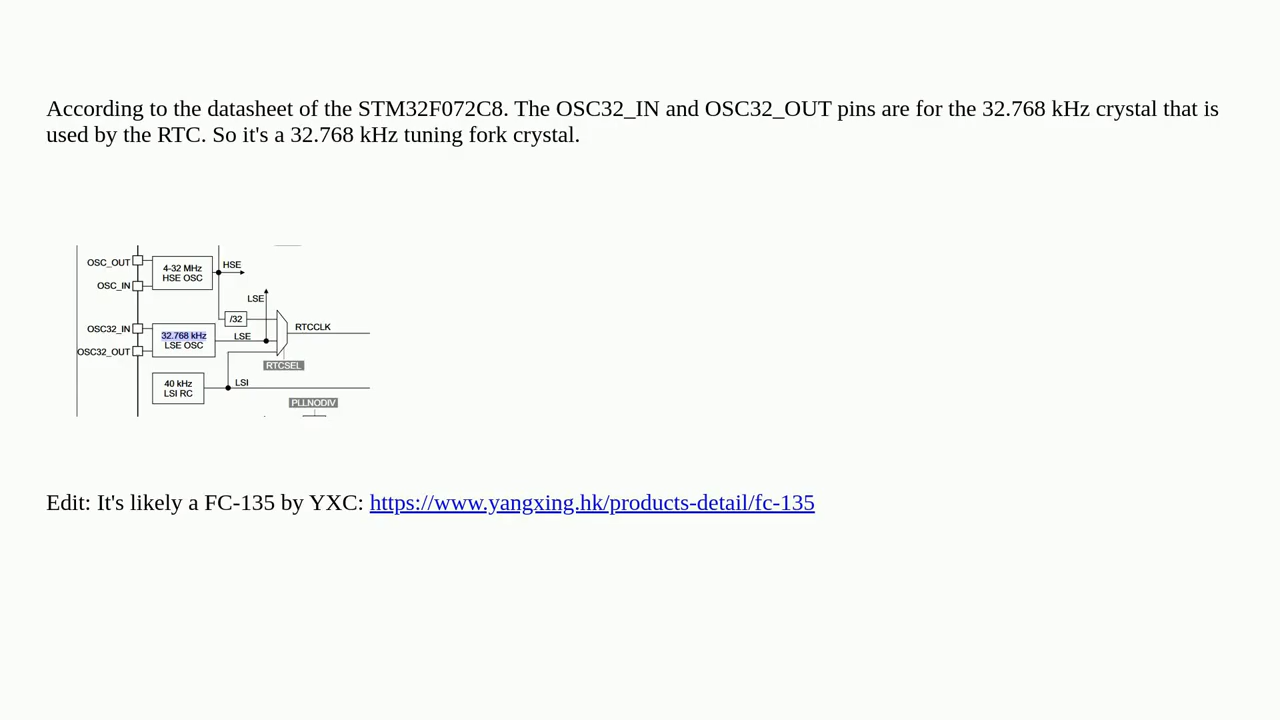 According to the datasheet of the STM32F072C8. The OSC32_IN and OSC32_OUT pins are for the 32.768 kHz crystal that is
used by the RTC. So it's a 32.768 kHz tuning fork crystal.
OSC_OUT
4-32 MHz
HSE OSC
HSE
OSC_IN
LSE
/32
OSC32_IN
32.768 kHz
LSE OSC
LSE
RTCCLK
OSC32_OUT
RTCSEL
40 kHz
LSI RC
LSI
PLLNODIV
Edit: It's likely a FC-135 by YXC: https://www.yangxing.hk/products-detail/fc-135